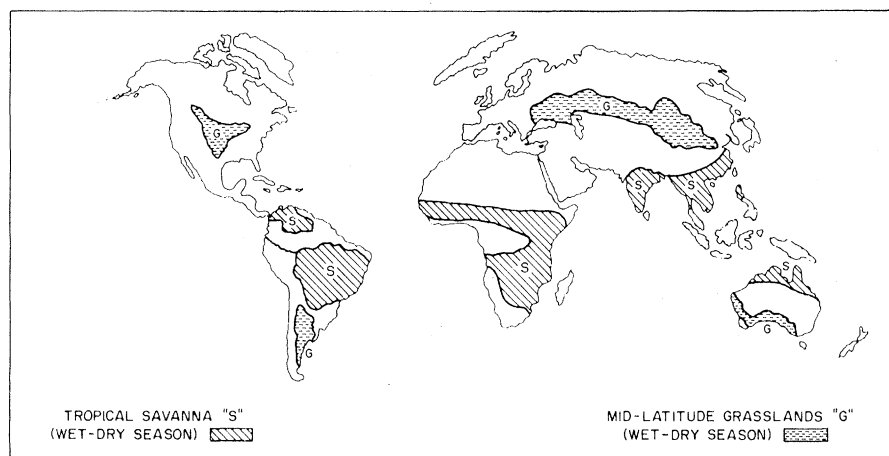 G
G
S
S
S
S
S
S
G
G
TROPICAL SAVANNA "S"
(WET-DRY SEASON)
MID-LATITUDE GRASSLANDS "G"
(WET-DRY SEASON)